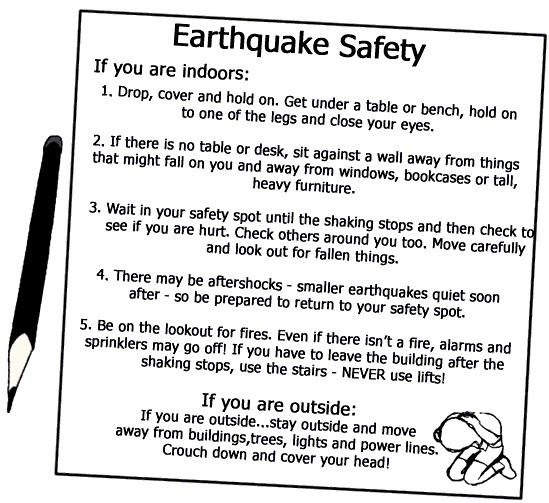 Earthquake Safety
If you are indoors:
1. Drop, cover and hold on. Get under a table or bench, hold on
to one of the legs and close your eyes.
2. If there is no table or desk, sit against a wall away from things
that might fall on you and away from windows, bookcases or tall,
heavy furniture.
3. Wait in your safety spot until the shaking stops and then check to
see if you are hurt. Check others around you too. Move carefully
and look out for fallen things.
4. There may be aftershocks - smaller earthquakes quiet soon
after - so be prepared to return to your safety spot.
5. Be on the lookout for fires. Even if there isn't a fire, alarms and
sprinklers may go off! If you have to leave the building after the
shaking stops, use the stairs - NEVER use lifts!
If you are outside:
If you are outside...stay outside and move
away from buildings,trees, lights and power lines.
Crouch down and cover your head!